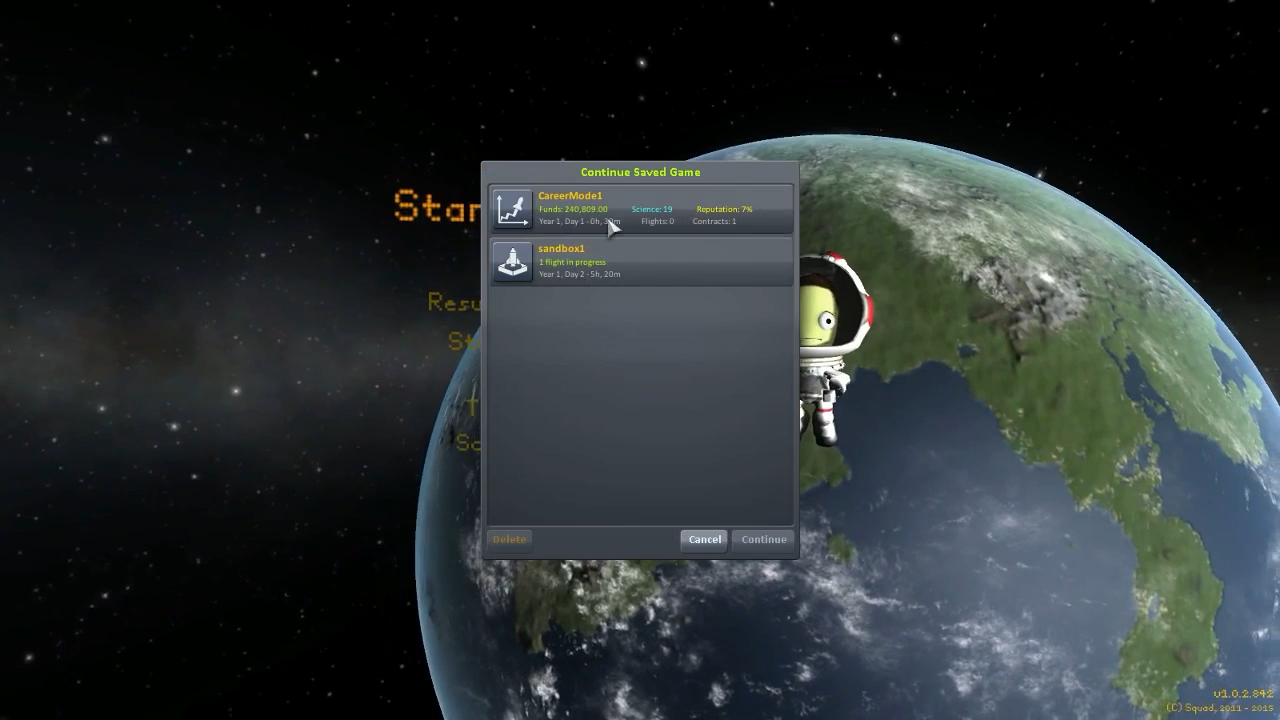 Continue Saved Game
CareerMode1
Funds: 240,809.00 Science: 19 Reputation: 7%
Year 1, Day 1 - 0h, Flights: 0 Contracts: 1
sandbox1
1 flight in progress
Year 1, Day 2 - 5h, 20m
Delete Cancel Continue
v1.0.2.842
(C) Squad, 2011 - 2015